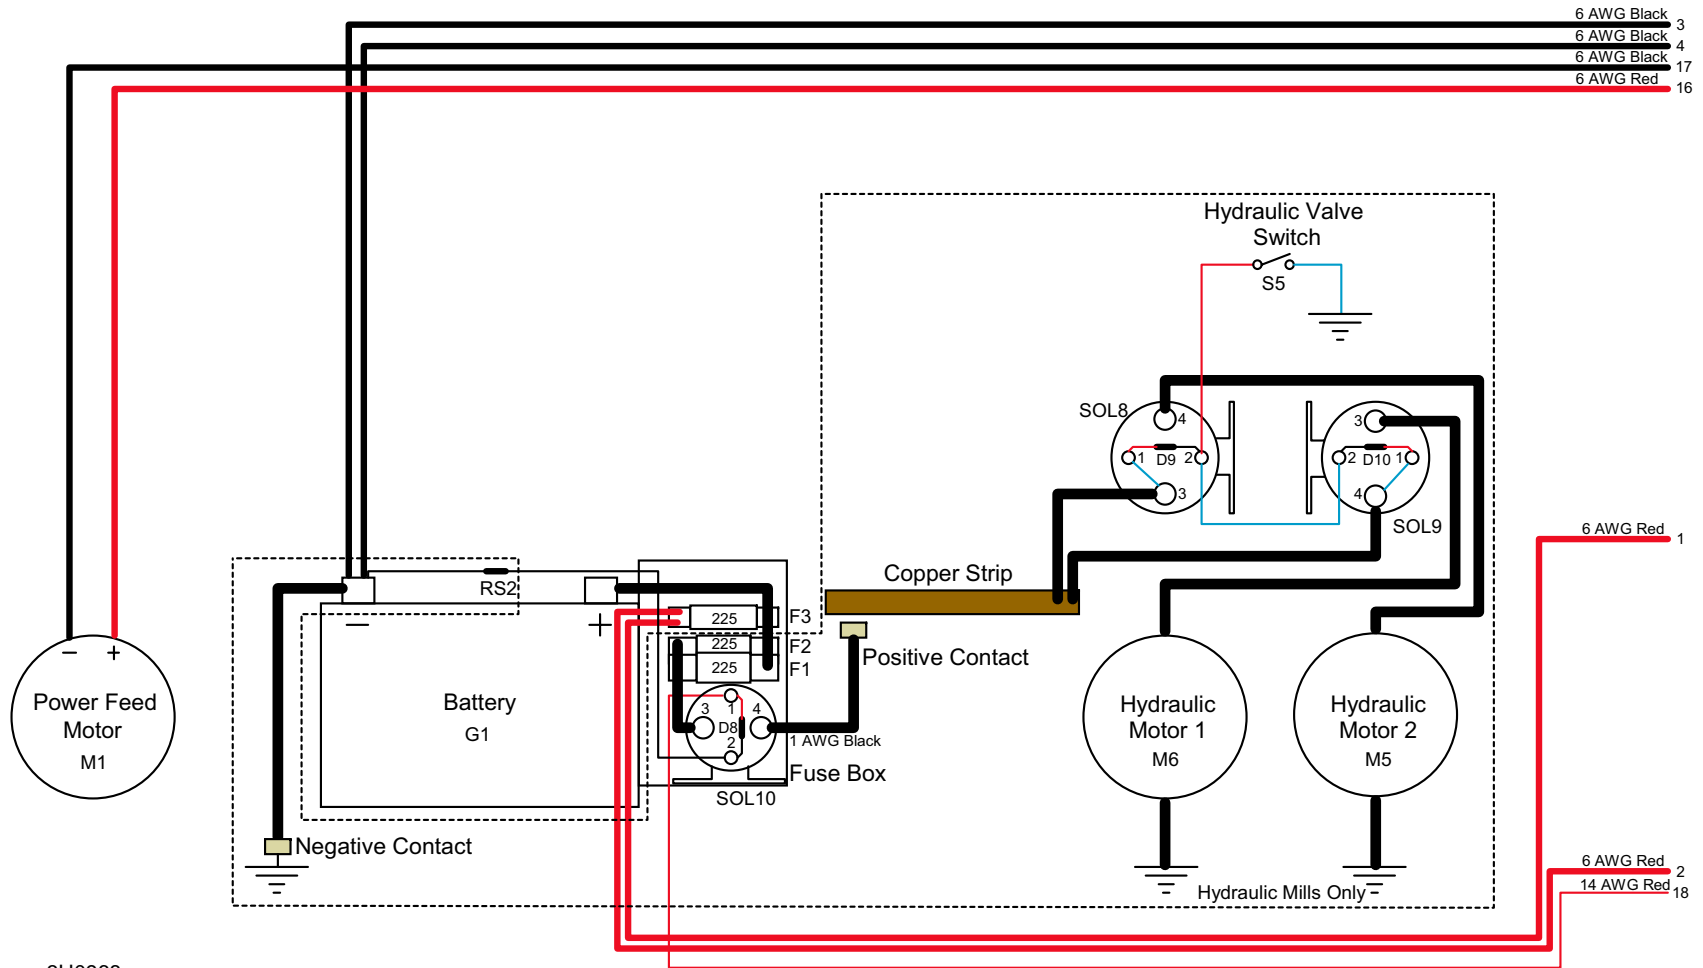 6 AWG Black
3
6 AWG Black
4
6 AWG Black
17
6 AWG Red
16
Hydraulic Valve
Switch
S5
SOL8
4
1
D9
2
3
3
2
D10
1
4
SOL9
6 AWG Red
1
Copper Strip
RS2
−
+
225
F3
225
F2
225
F1
Positive Contact
− +
Power Feed
Motor
M1
Battery
G1
3
1
4
D8
2
1 AWG Black
Fuse Box
SOL10
Hydraulic
Motor 1
M6
Hydraulic
Motor 2
M5
Negative Contact
6 AWG Red
2
14 AWG Red
18
Hydraulic Mills Only